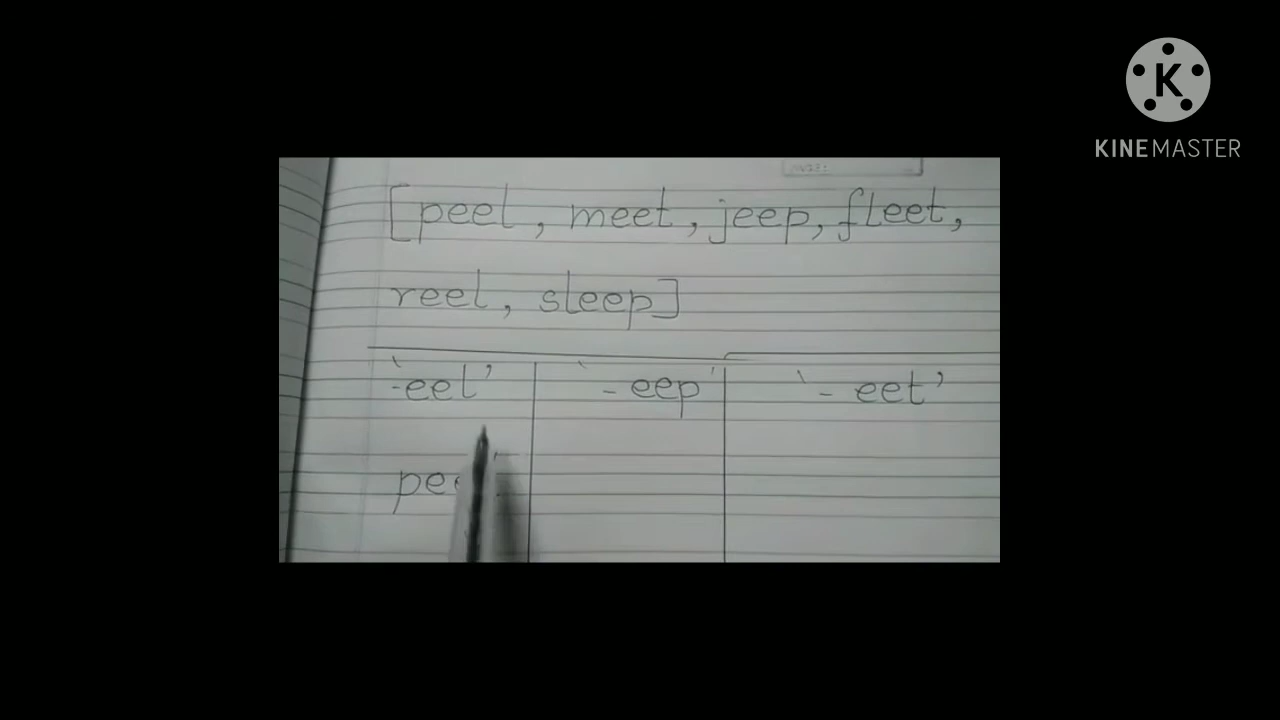 K
KINEMASTER
[peel, meet, jeep, fleet,
reel, sleep]
'-eel' '-eep' '- eet'